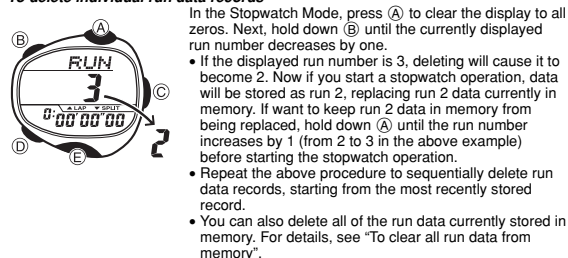 To delete individual run data records
In the Stopwatch Mode, press Ⓐ to clear the display to all
zeros. Next, hold down Ⓑ until the currently displayed
run number decreases by one.
• If the displayed run number is 3, deleting will cause it to
become 2. Now if you start a stopwatch operation, data
will be stored as run 2, replacing run 2 data currently in
memory. If want to keep run 2 data in memory from
being replaced, hold down Ⓐ until the run number
increases by 1 (from 2 to 3 in the above example)
before starting the stopwatch operation.
• Repeat the above procedure to sequentially delete run
data records, starting from the most recently stored
record.
• You can also delete all of the run data currently stored in
memory. For details, see “To clear all run data from
memory”.
Ⓐ
Ⓑ
RUN
3
Ⓒ
▲ LAP ▼ SPLIT
0:00'00"00
2
Ⓓ
Ⓔ